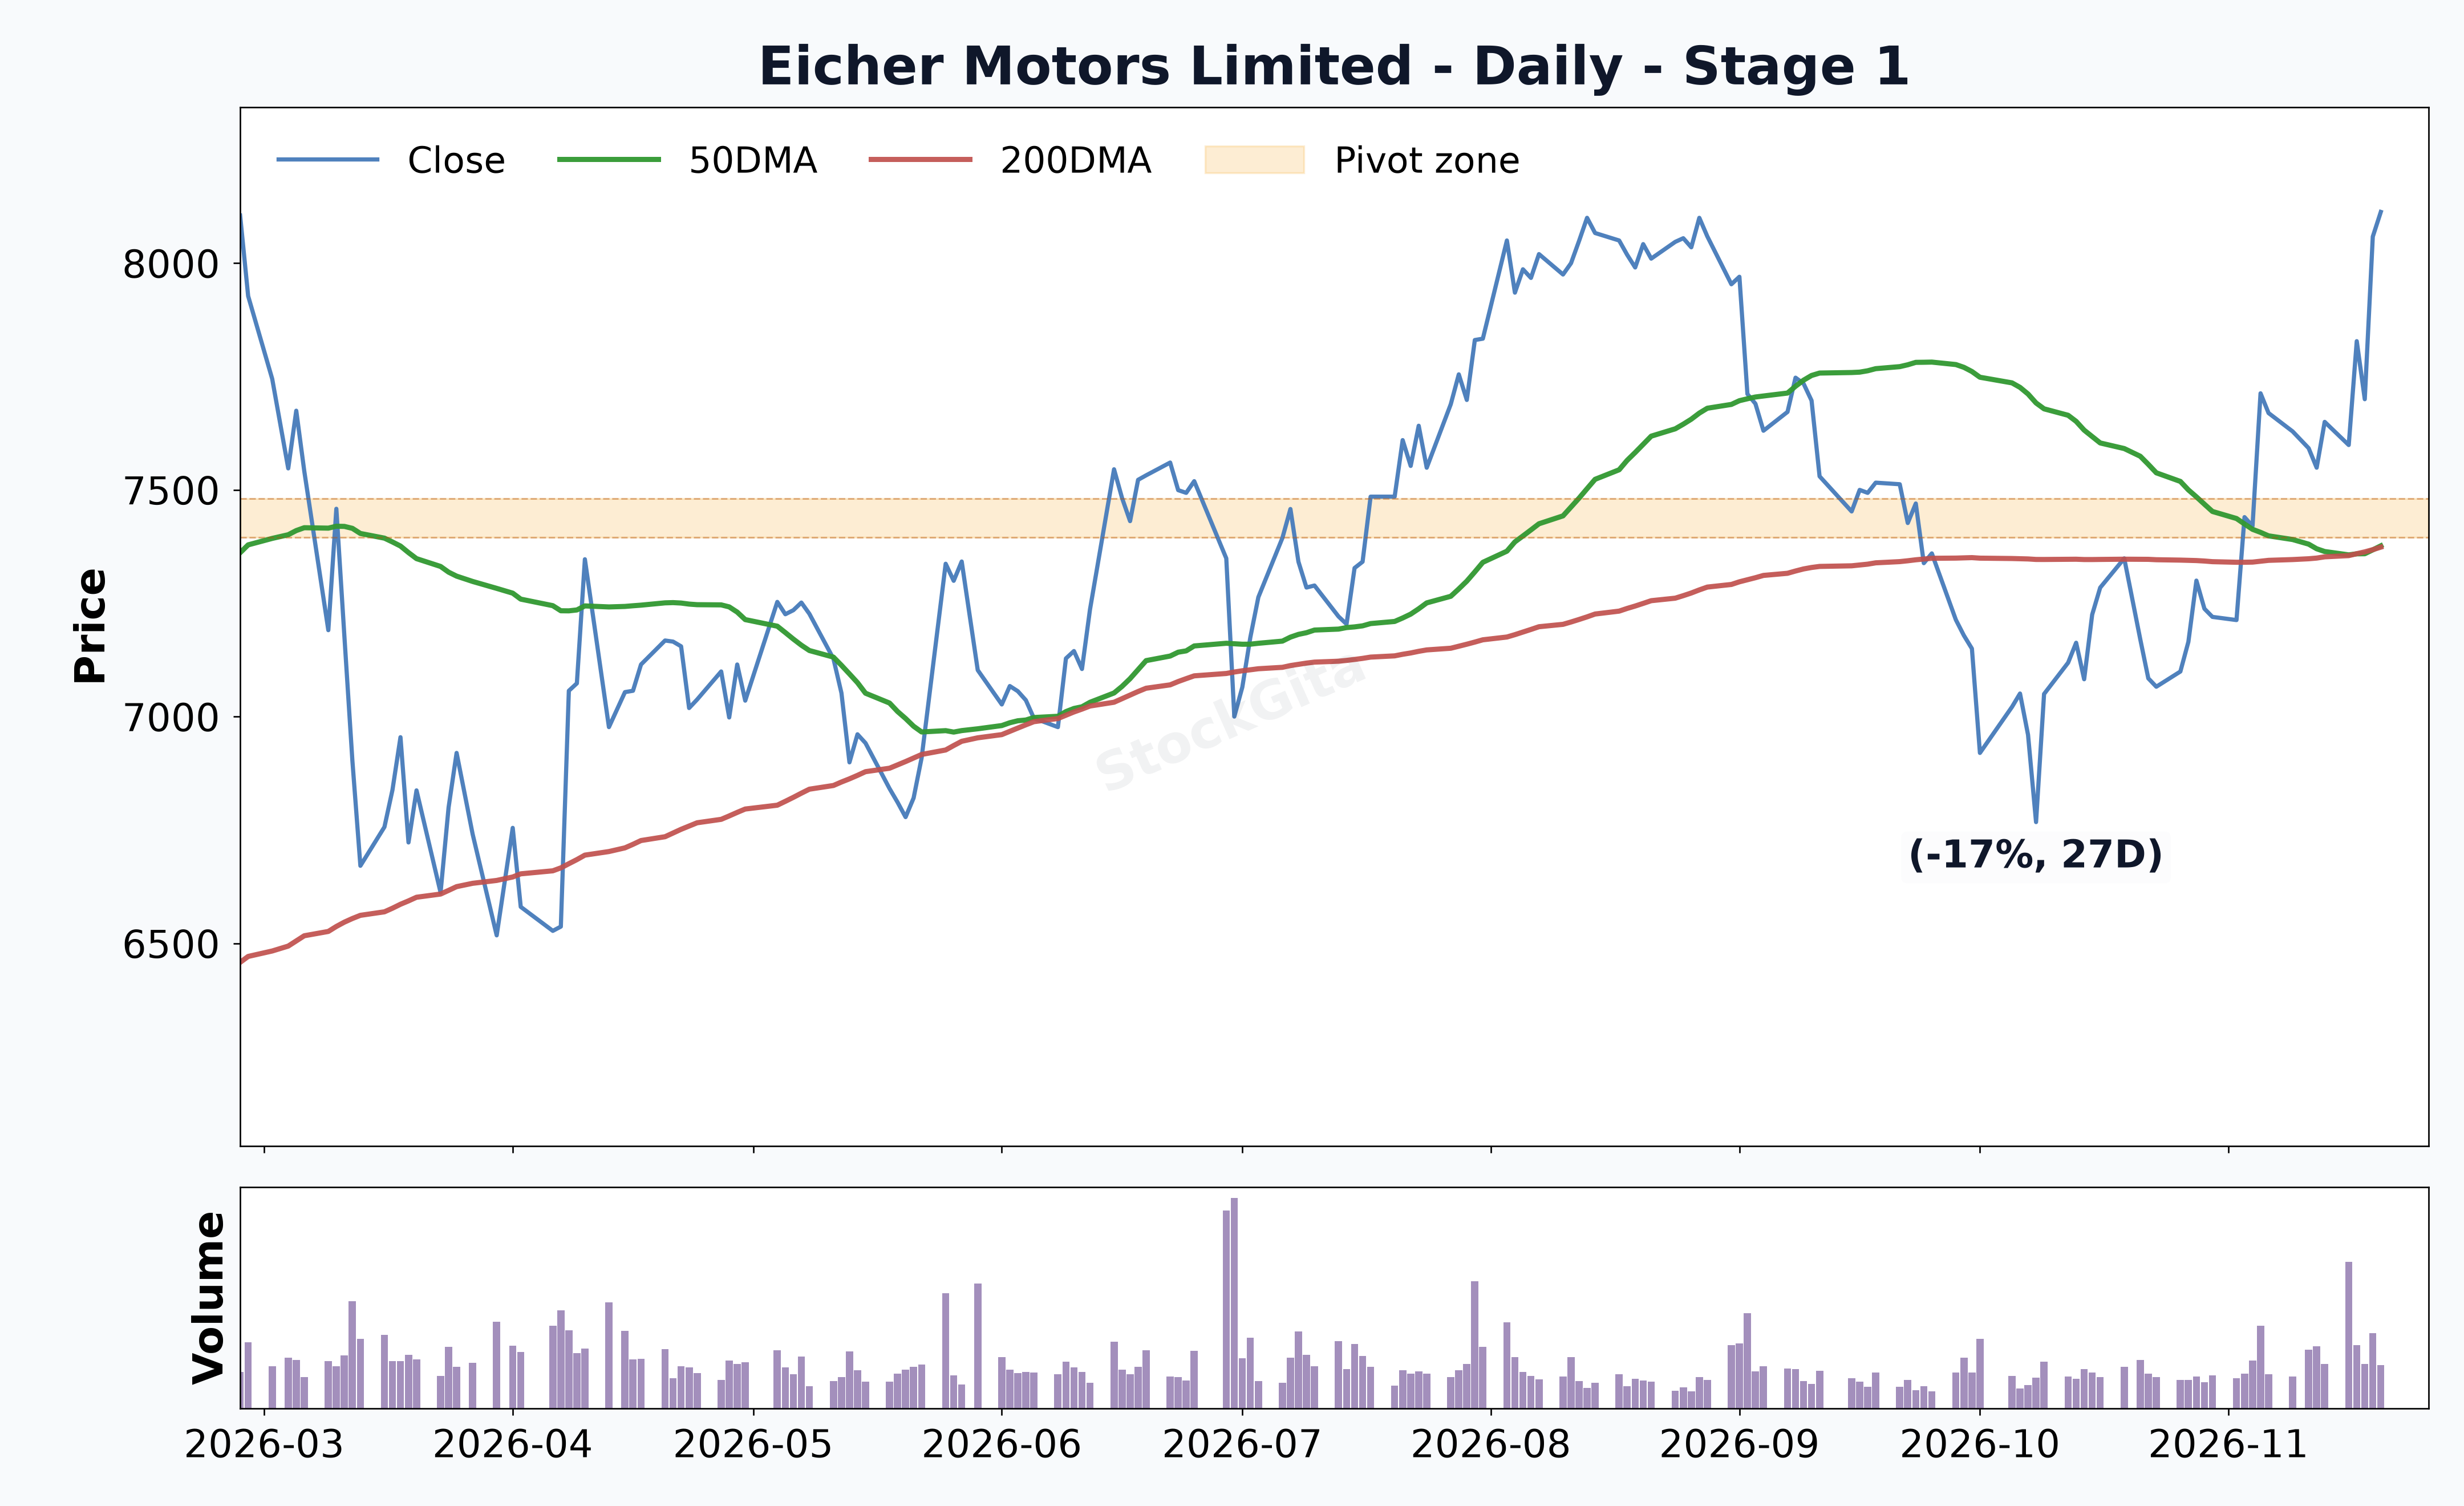 Eicher Motors Limited - Daily - Stage 1
Close 50DMA 200DMA Pivot zone
8000
7500
7000
6500
Price
StockGita
(-17%, 27D)
Volume
2026-03 2026-04 2026-05 2026-06 2026-07 2026-08 2026-09 2026-10 2026-11